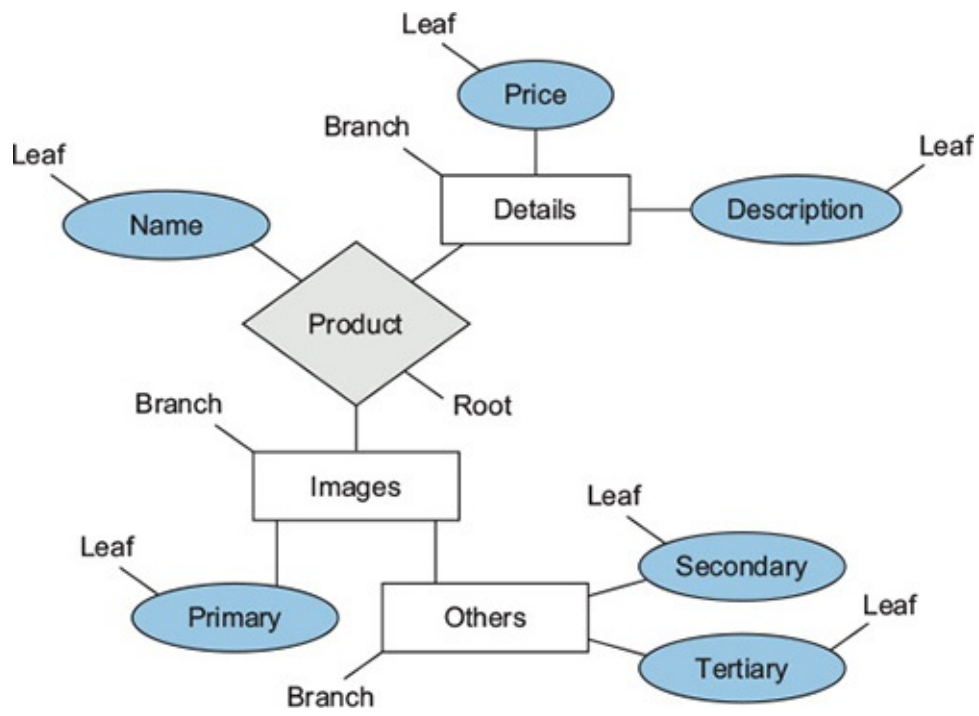 Leaf
Price
Branch
Leaf
Leaf
Details
Description
Name
Product
Branch
Root
Images
Leaf
Leaf
Secondary
Leaf
Primary
Others
Tertiary
Branch